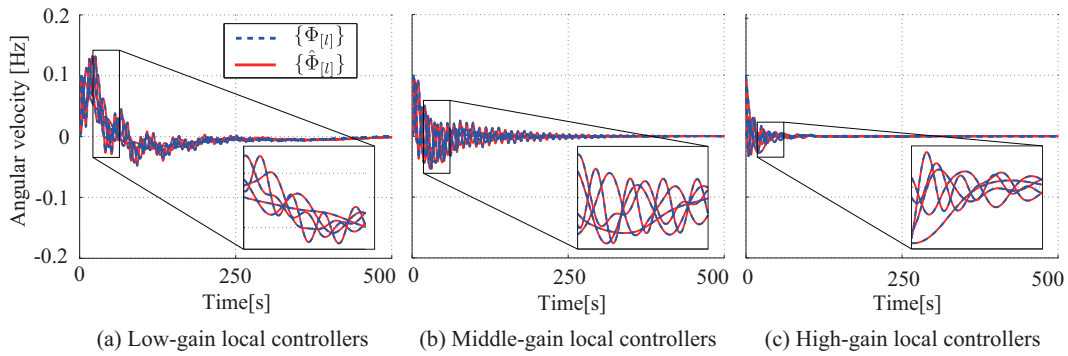 Angular velocity [Hz]
0.2
0.1
0
-0.1
-0.2
{Φ[l]}
{Φ̂[l]}
0 250 500
0 250 500
0 250 500
Time[s]
Time[s]
Time[s]
(a) Low-gain local controllers
(b) Middle-gain local controllers
(c) High-gain local controllers